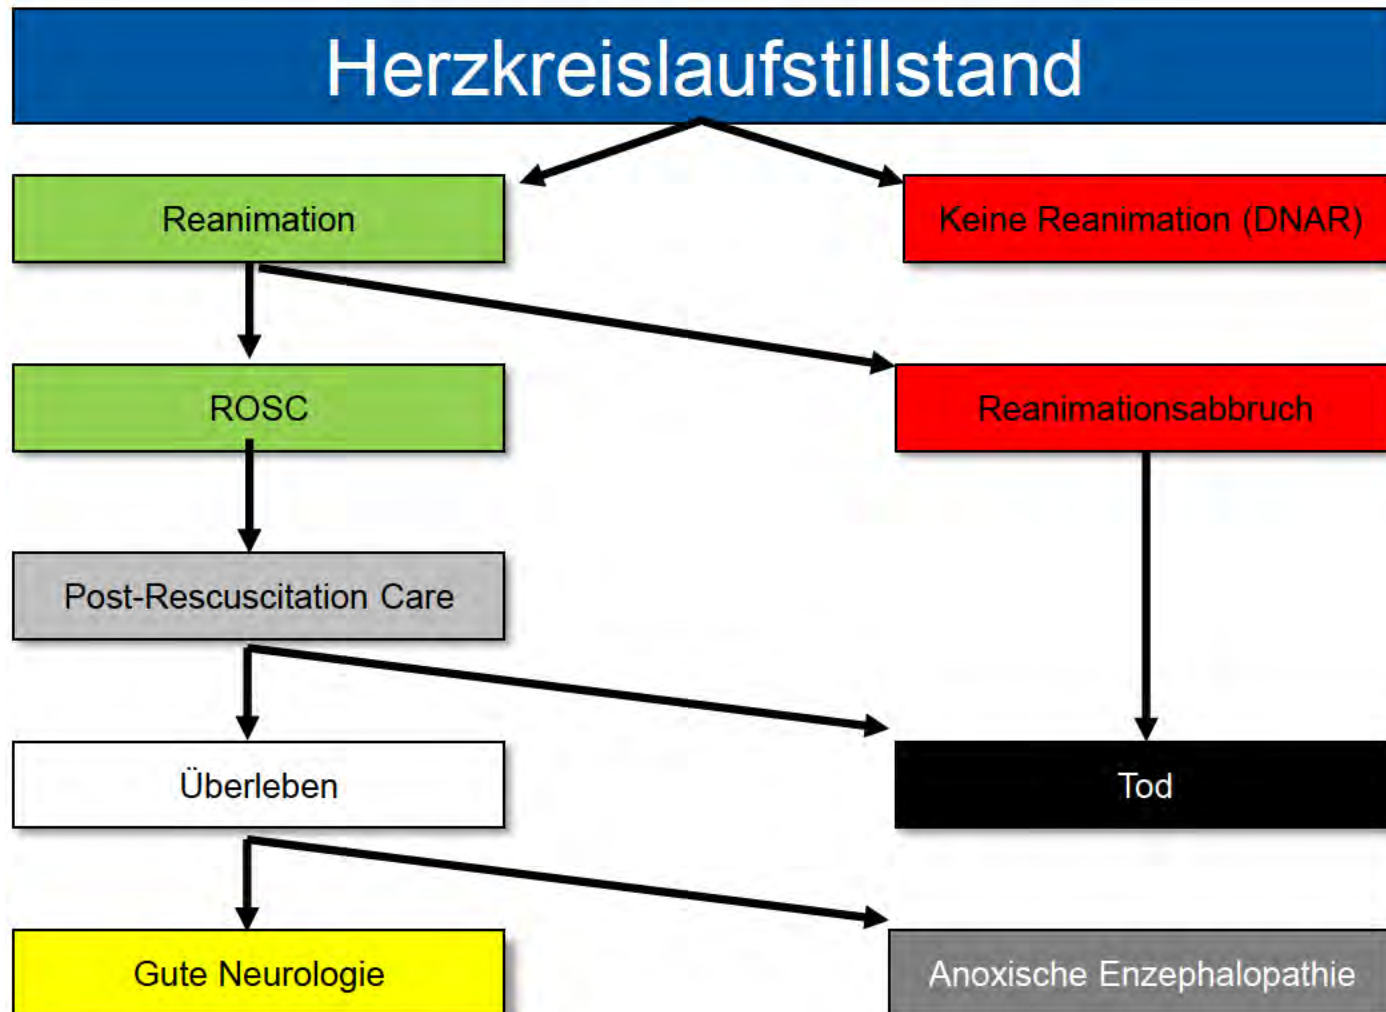 Herzkreislaufstillstand
Reanimation
Keine Reanimation (DNAR)
ROSC
Reanimationsabbruch
Post-Rescuscitation Care
Überleben
Tod
Gute Neurologie
Anoxische Enzephalopathie